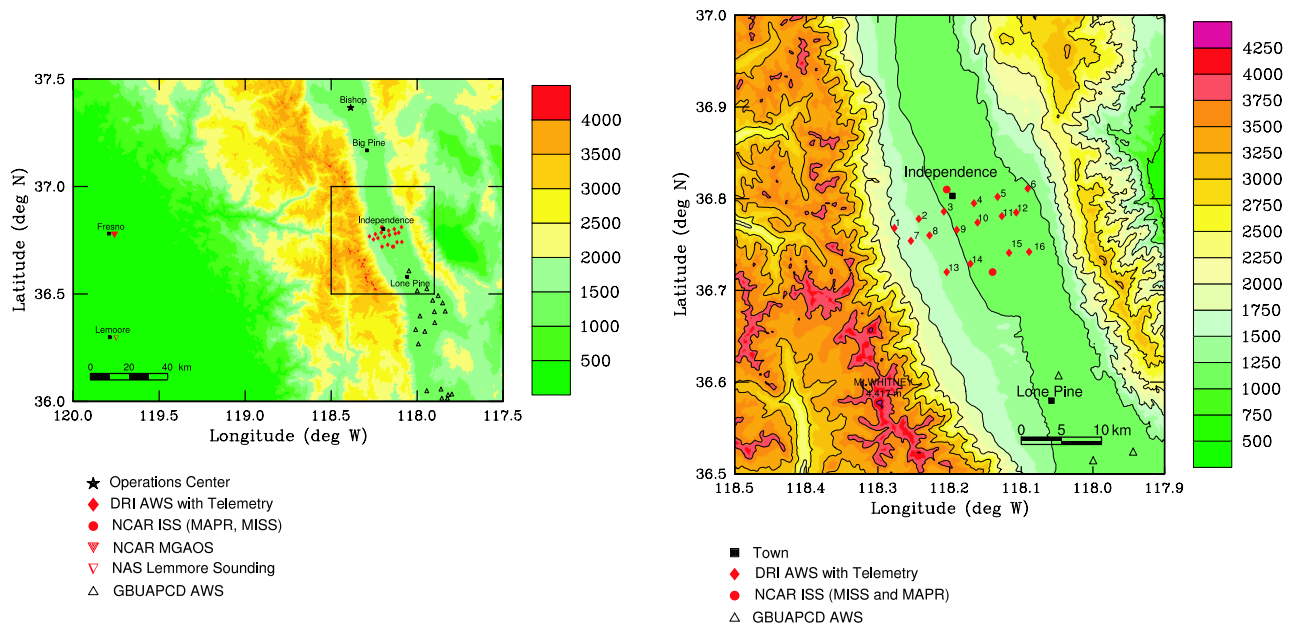 37.5
37.0
36.5
36.0
Latitude (deg N)
120.0
119.5
119.0
118.5
118.0
117.5
Longitude (deg W)
Bishop
Big Pine
Independence
Fresno
Lone Pine
Lemoore
0 20 40 km
4000
3500
3000
2500
2000
1500
1000
500
Operations Center
DRI AWS with Telemetry
NCAR ISS (MAPR, MISS)
NCAR MGAOS
NAS Lemmore Sounding
GBUAPCD AWS
37.0
36.9
36.8
36.7
36.6
36.5
Latitude (deg N)
118.5
118.4
118.3
118.2
118.1
118.0
117.9
Longitude (deg W)
Independence
1
2
3
4
5
6
7
8
9
10
11
12
13
14
15
16
Mt.WHITNEY
4,417 m
Lone Pine
0 5 10 km
4250
4000
3750
3500
3250
3000
2750
2500
2250
2000
1750
1500
1250
1000
750
500
Town
DRI AWS with Telemetry
NCAR ISS (MISS and MAPR)
GBUAPCD AWS